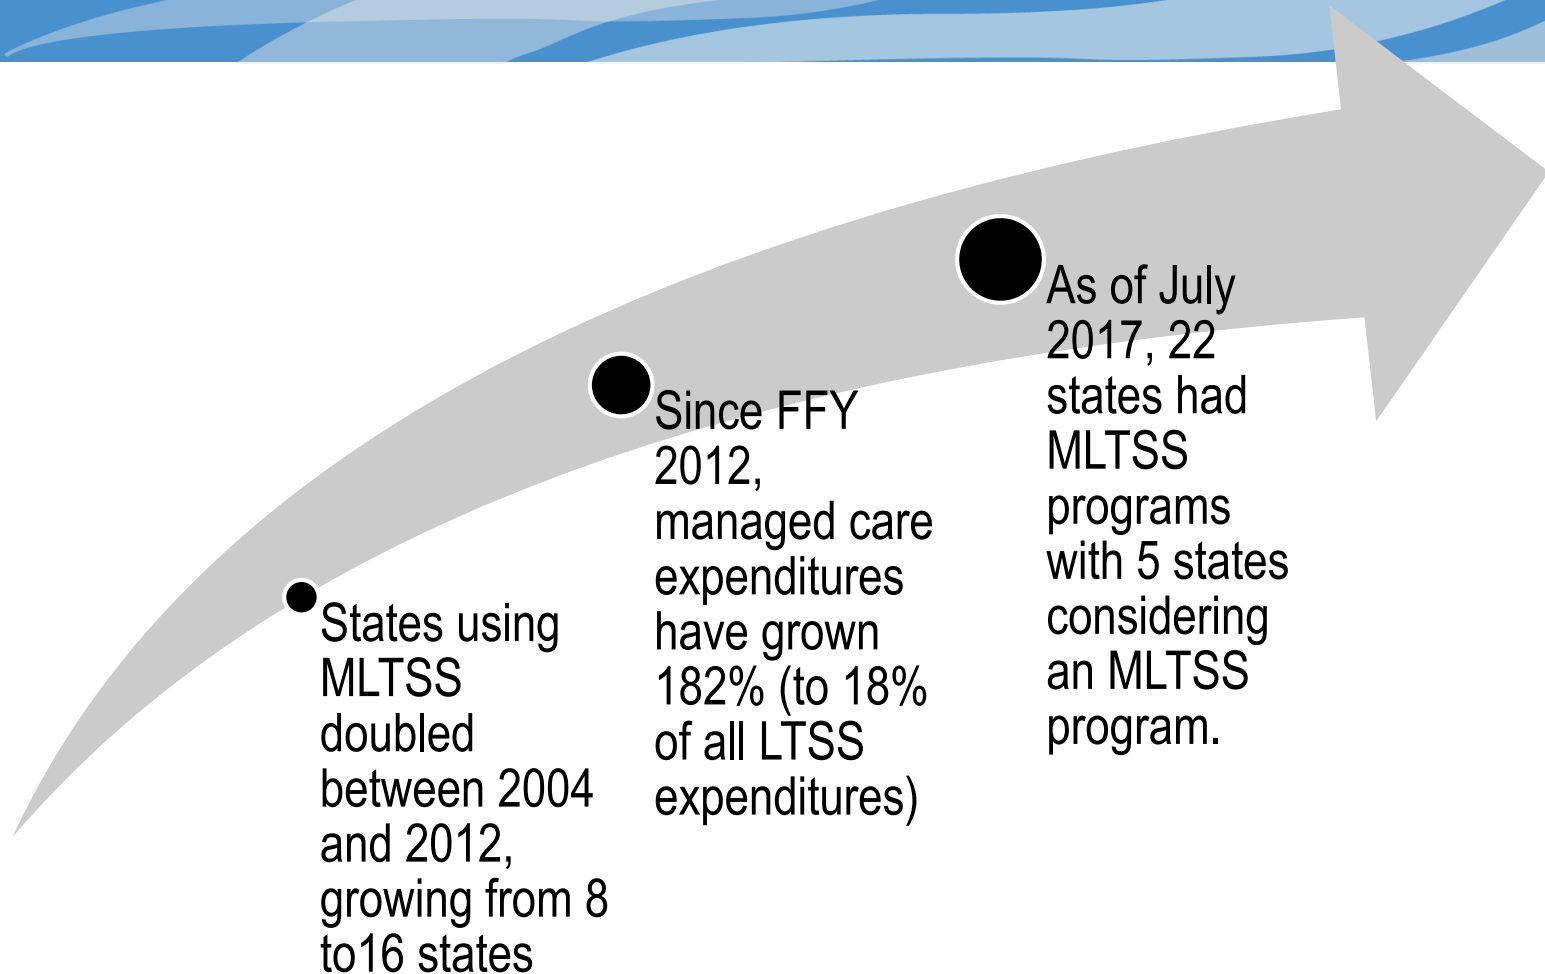 States using
MLTSS
doubled
between 2004
and 2012,
growing from 8
to16 states
Since FFY
2012,
managed care
expenditures
have grown
182% (to 18%
of all LTSS
expenditures)
As of July
2017, 22
states had
MLTSS
programs
with 5 states
considering
an MLTSS
program.